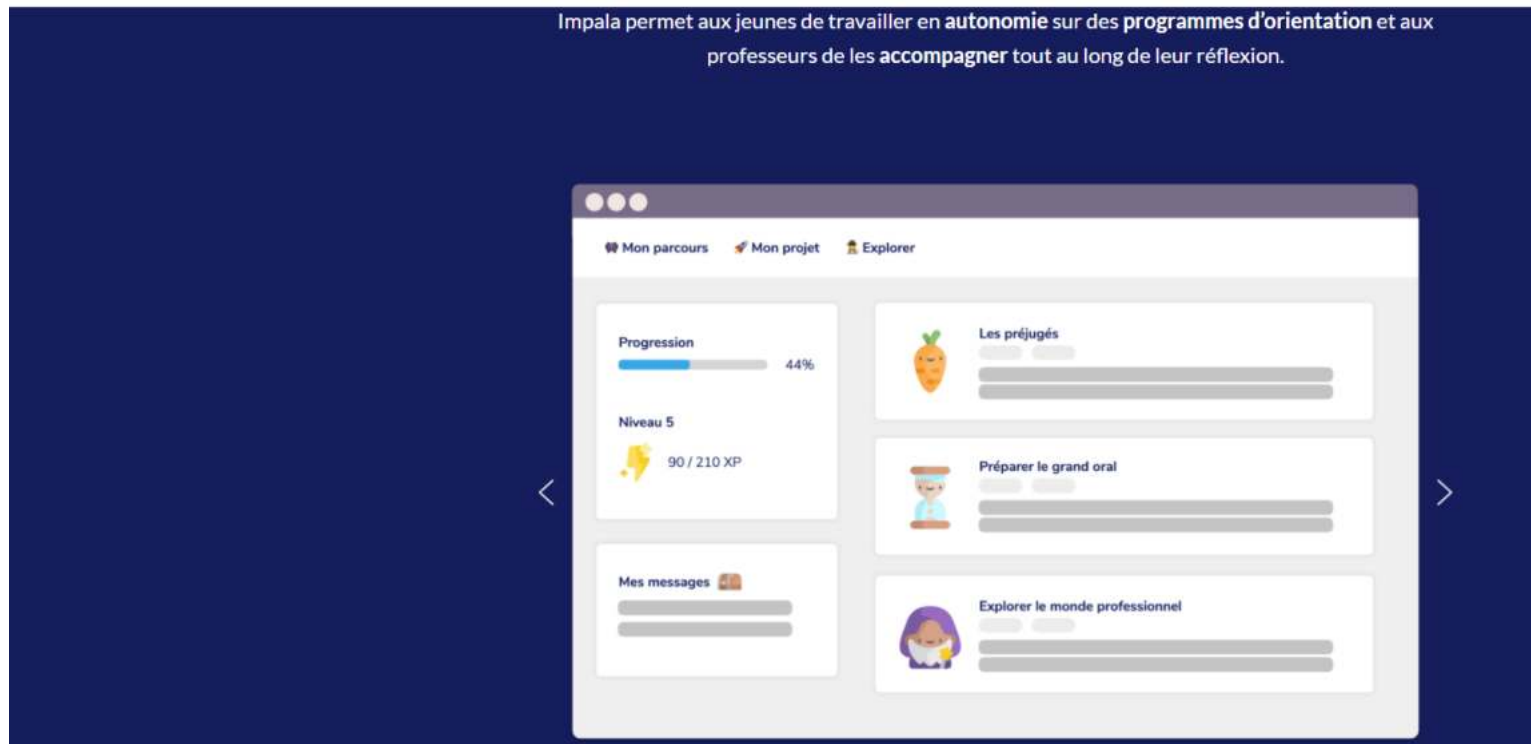 Impala permet aux jeunes de travailler en autonomie sur des programmes d'orientation et aux
professeurs de les accompagner tout au long de leur réflexion.
Mon parcours Mon projet Explorer
Progression
44%
Niveau 5
90 / 210 XP
Mes messages
Les préjugés
Préparer le grand oral
Explorer le monde professionnel